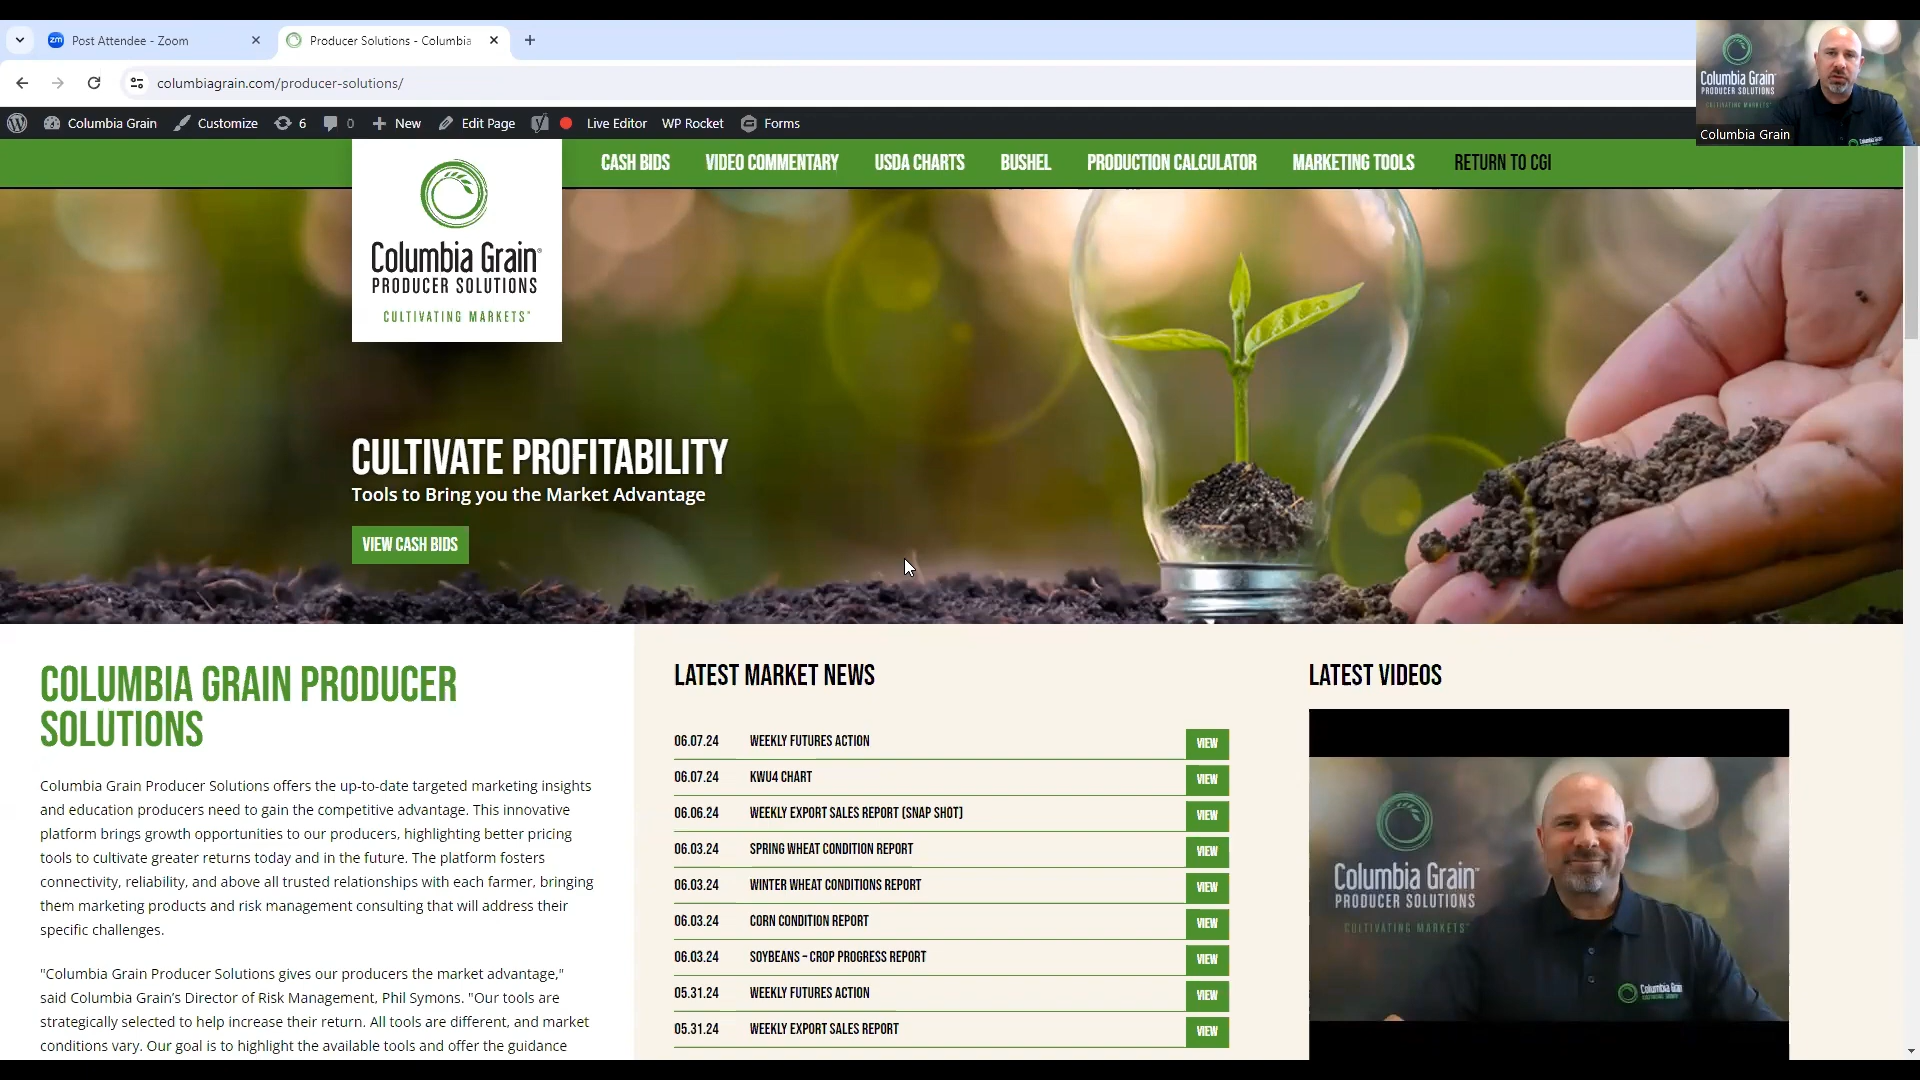 Post Attendee - Zoom
Producer Solutions - Columbia
columbiagrain.com/producer-solutions/
Columbia Grain
Customize
6
0
New
Edit Page
Live Editor
WP Rocket
Forms
Columbia Grain
PRODUCER SOLUTIONS
CULTIVATING MARKETS
Columbia Grain
CASH BIDS
VIDEO COMMENTARY
USDA CHARTS
BUSHEL
PRODUCTION CALCULATOR
MARKETING TOOLS
RETURN TO CGI
Columbia Grain®
PRODUCER SOLUTIONS
CULTIVATING MARKETS™
CULTIVATE PROFITABILITY
Tools to Bring you the Market Advantage
VIEW CASH BIDS
COLUMBIA GRAIN PRODUCER
SOLUTIONS
Columbia Grain Producer Solutions offers the up-to-date targeted marketing insights
and education producers need to gain the competitive advantage. This innovative
platform brings growth opportunities to our producers, highlighting better pricing
tools to cultivate greater returns today and in the future. The platform fosters
connectivity, reliability, and above all trusted relationships with each farmer, bringing
them marketing products and risk management consulting that will address their
specific challenges.
"Columbia Grain Producer Solutions gives our producers the market advantage,"
said Columbia Grain’s Director of Risk Management, Phil Symons. "Our tools are
strategically selected to help increase their return. All tools are different, and market
conditions vary. Our goal is to highlight the available tools and offer the guidance
LATEST MARKET NEWS
06.07.24 WEEKLY FUTURES ACTION VIEW
06.07.24 KWU4 CHART VIEW
06.06.24 WEEKLY EXPORT SALES REPORT (SNAP SHOT) VIEW
06.03.24 SPRING WHEAT CONDITION REPORT VIEW
06.03.24 WINTER WHEAT CONDITIONS REPORT VIEW
06.03.24 CORN CONDITION REPORT VIEW
06.03.24 SOYBEANS – CROP PROGRESS REPORT VIEW
05.31.24 WEEKLY FUTURES ACTION VIEW
05.31.24 WEEKLY EXPORT SALES REPORT VIEW
LATEST VIDEOS
Columbia Grain
PRODUCER SOLUTIONS
CULTIVATING MARKETS
Columbia Grain